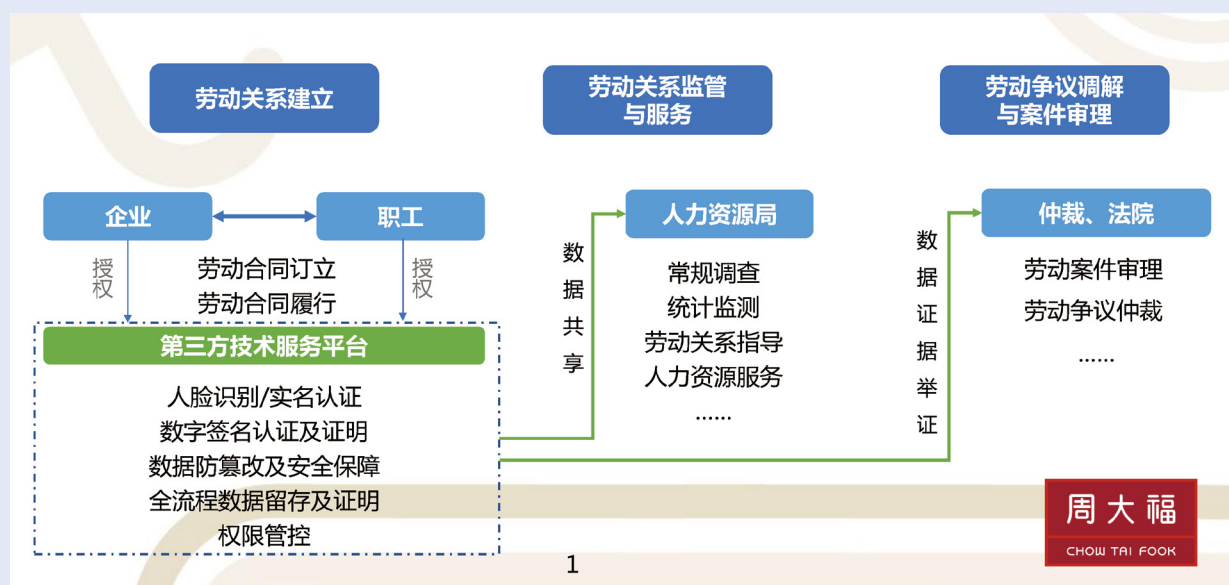 劳动关系建立
劳动关系监管
与服务
劳动争议调解
与案件审理
企业
职工
授权
劳动合同订立
劳动合同履行
授权
第三方技术服务平台
人脸识别/实名认证
数字签名认证及证明
数据防篡改及安全保障
全流程数据留存及证明
权限管控
数据共享
人力资源局
常规调查
统计监测
劳动关系指导
人力资源服务
......
数据证据举证
仲裁、法院
劳动案件审理
劳动争议仲裁
......
周大福
CHOW TAI FOOK
1